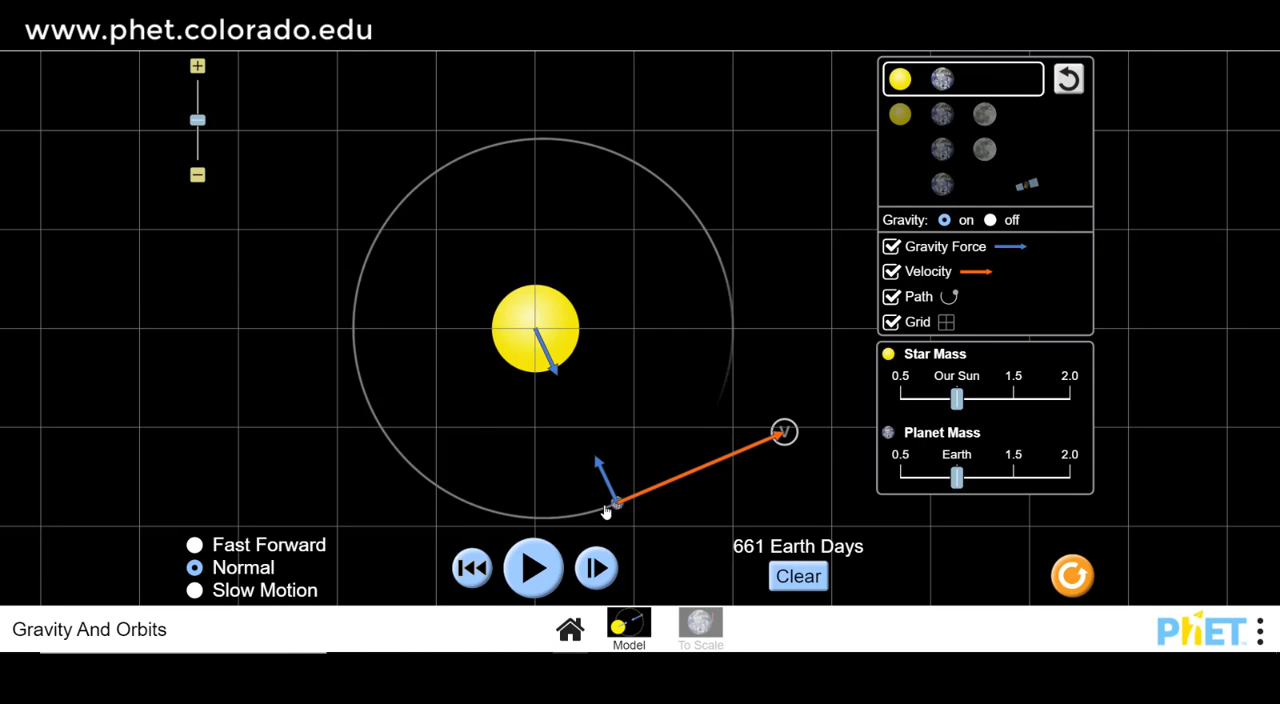 www.phet.colorado.edu
+
−
Gravity: on off
Gravity Force
Velocity
Path
Grid
Star Mass
0.5 Our Sun 1.5 2.0
Planet Mass
0.5 Earth 1.5 2.0
V
Fast Forward
Normal
Slow Motion
661 Earth Days
Clear
Gravity And Orbits
Model
To Scale
PhET